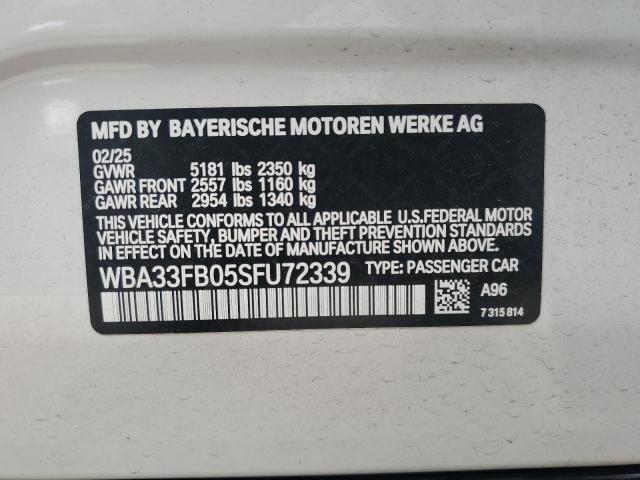 MFD BY BAYERISCHE MOTOREN WERKE AG
02/25
GVWR 5181 lbs 2350 kg
GAWR FRONT 2557 lbs 1160 kg
GAWR REAR 2954 lbs 1340 kg
THIS VEHICLE CONFORMS TO ALL APPLICABLE U.S.FEDERAL MOTOR
VEHICLE SAFETY, BUMPER AND THEFT PREVENTION STANDARDS
IN EFFECT ON THE DATE OF MANUFACTURE SHOWN ABOVE.
WBA33FB05SFU72339 TYPE: PASSENGER CAR
A96
7 315 814